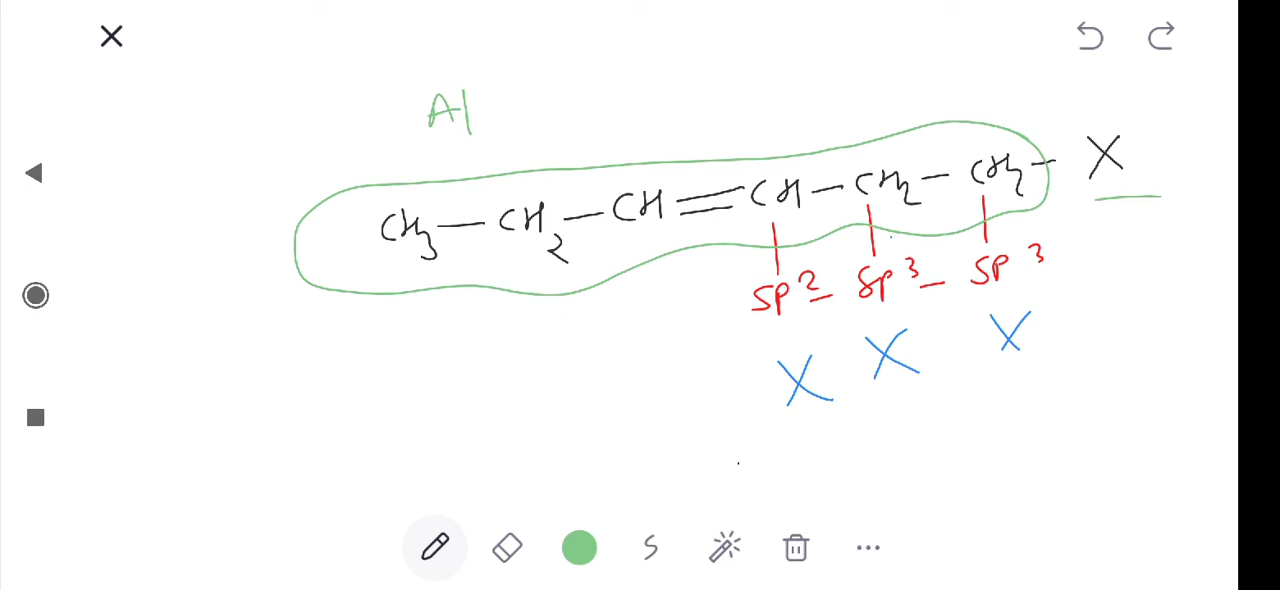 Al
CH3—CH2—CH=CH—CH2—CH2—X
SP2— SP3— SP3
X X X